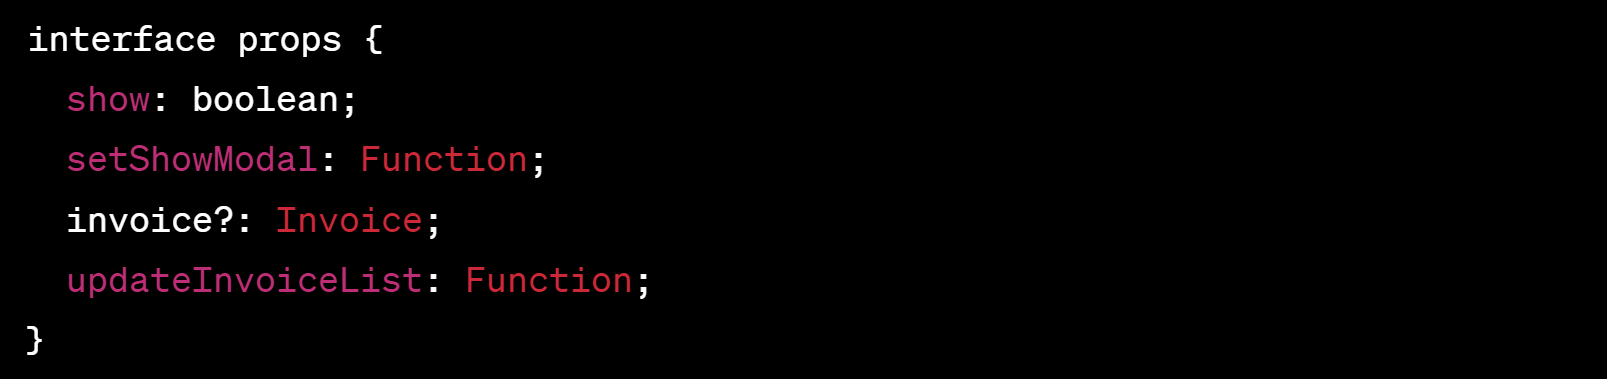 interface props {
  show: boolean;
  setShowModal: Function;
  invoice?: Invoice;
  updateInvoiceList: Function;
}